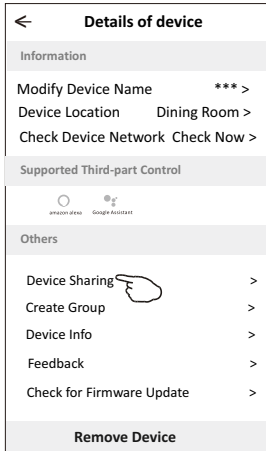 Details of device
Information
Modify Device Name *** >
Device Location Dining Room >
Check Device Network Check Now >
Supported Third-part Control
amazon alexa Google Assistant
Others
Device Sharing >
Create Group >
Device Info >
Feedback >
Check for Firmware Update >
Remove Device